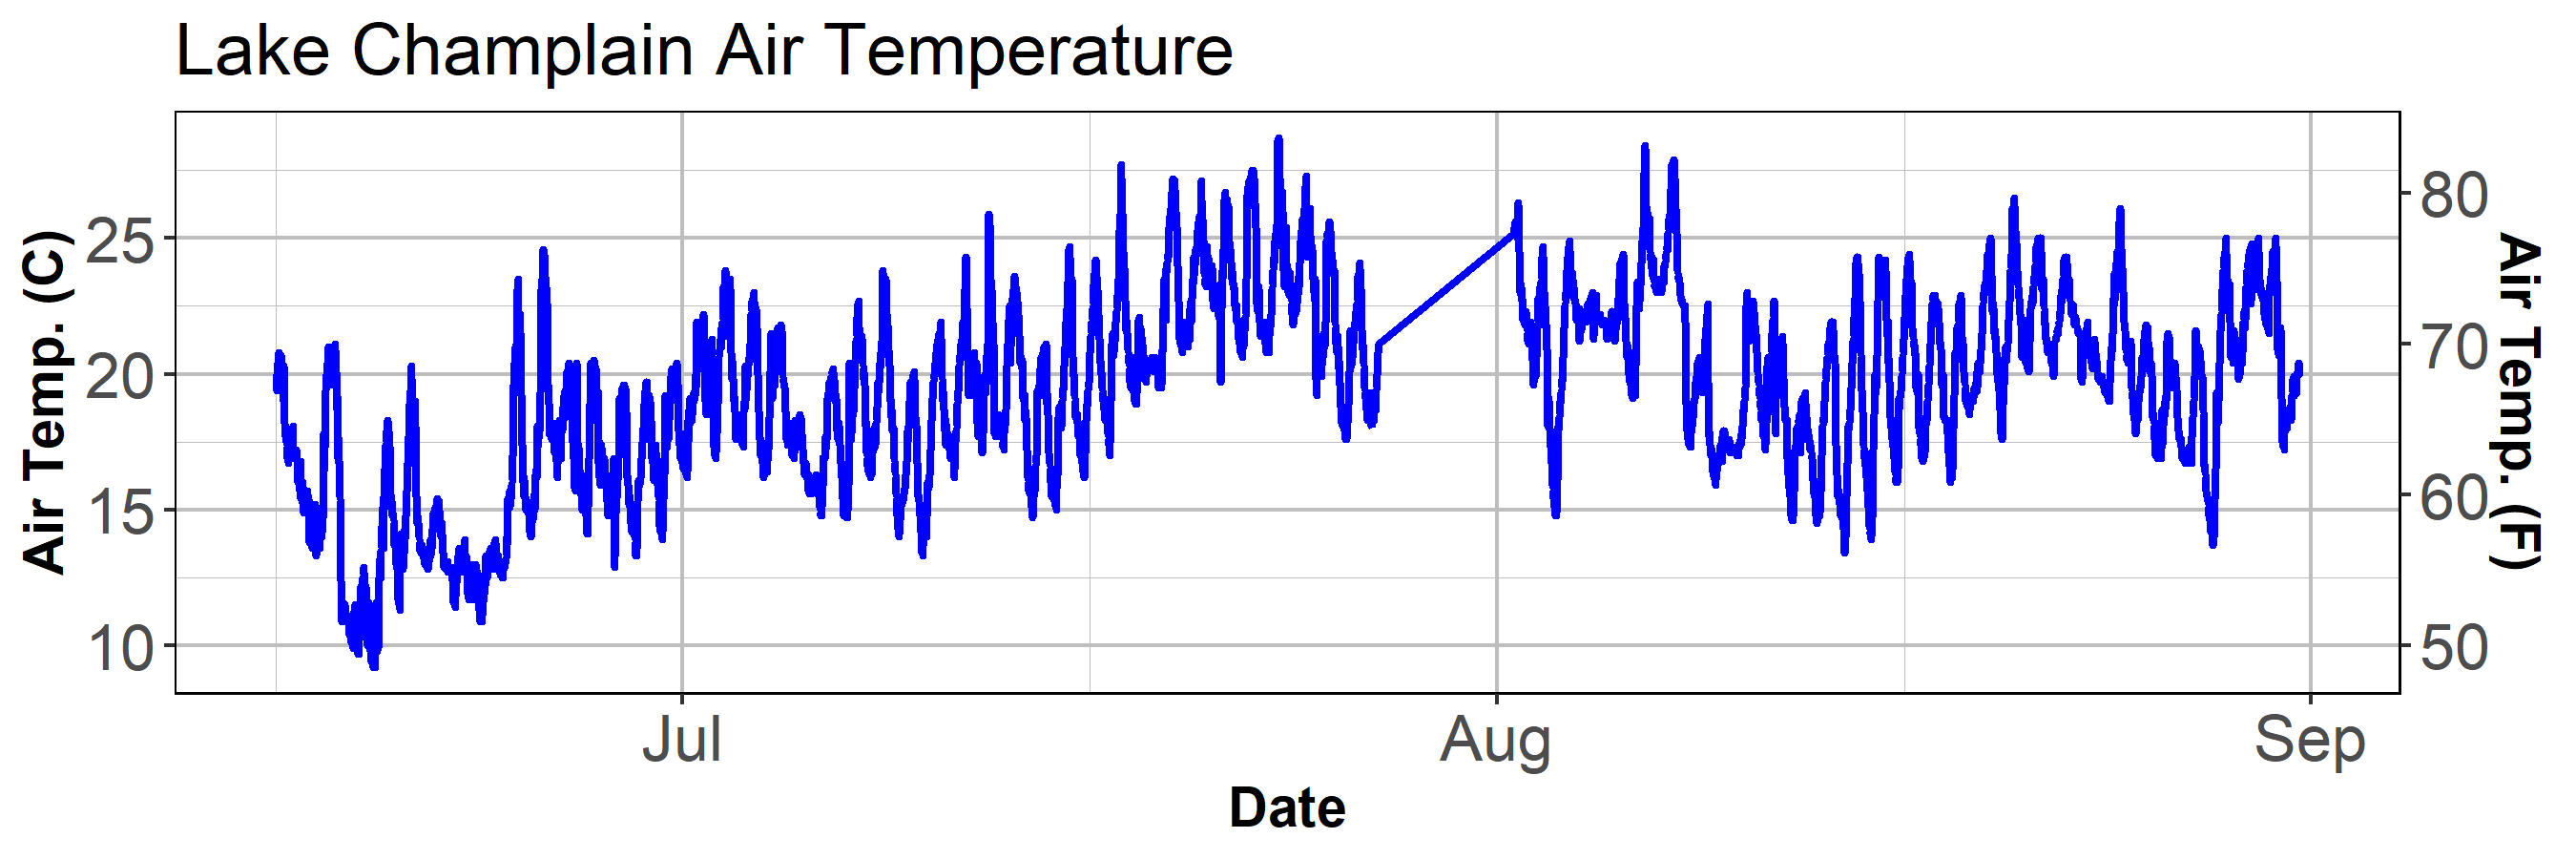 Lake Champlain Air Temperature
Air Temp. (C)
25
20
15
10
80
70
60
50
Air Temp. (F)
Jul
Aug
Sep
Date